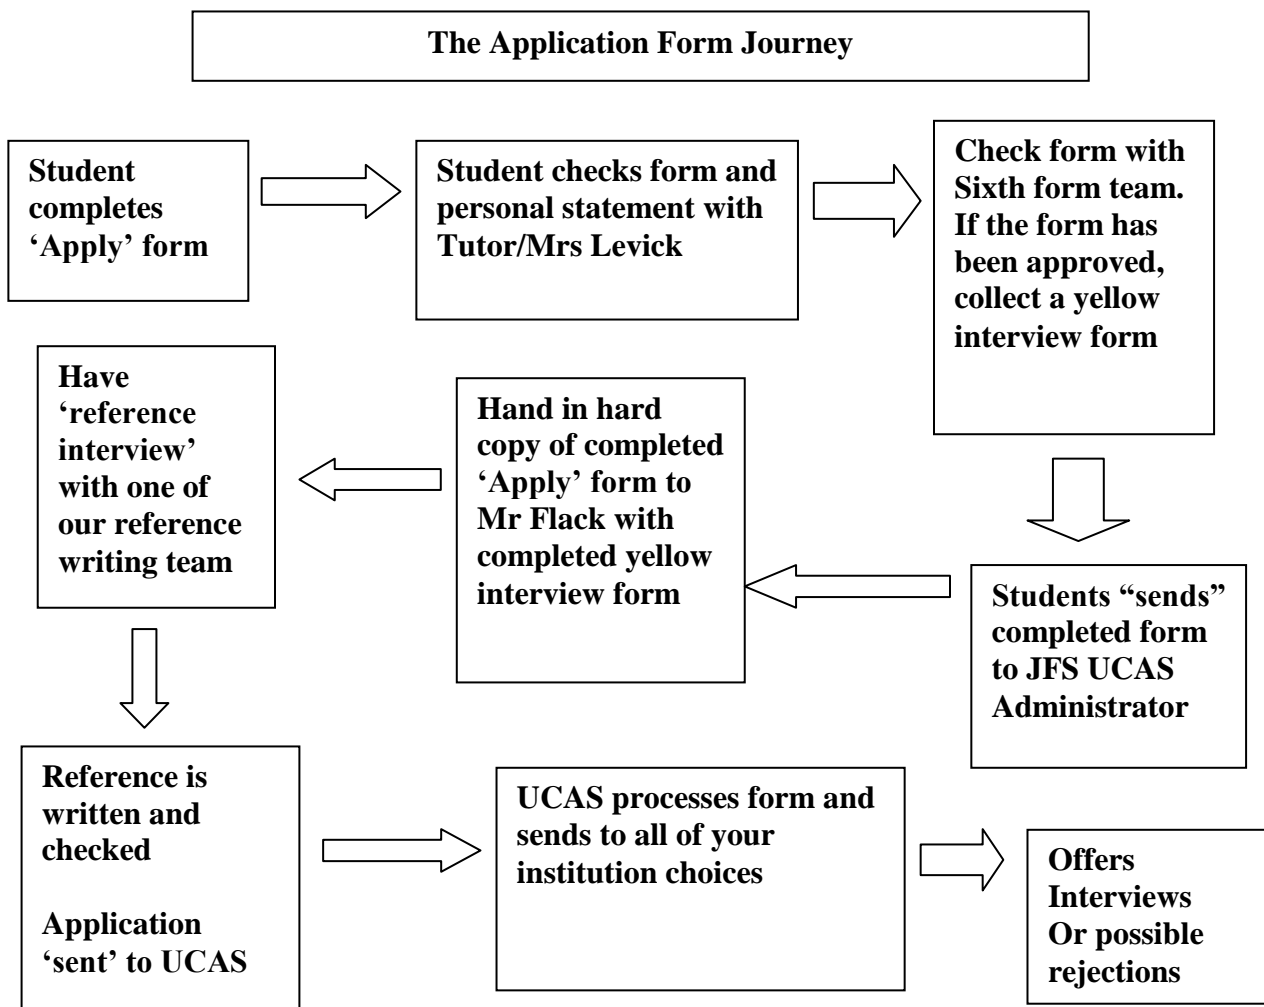 The Application Form Journey
Student
completes
‘Apply’ form
Student checks form and
personal statement with
Tutor/Mrs Levick
Check form with
Sixth form team.
If the form has
been approved,
collect a yellow
interview form
Students “sends”
completed form
to JFS UCAS
Administrator
Hand in hard
copy of completed
‘Apply’ form to
Mr Flack with
completed yellow
interview form
Have
‘reference
interview’
with one of
our reference
writing team
Reference is
written and
checked
Application
‘sent’ to UCAS
UCAS processes form and
sends to all of your
institution choices
Offers
Interviews
Or possible
rejections